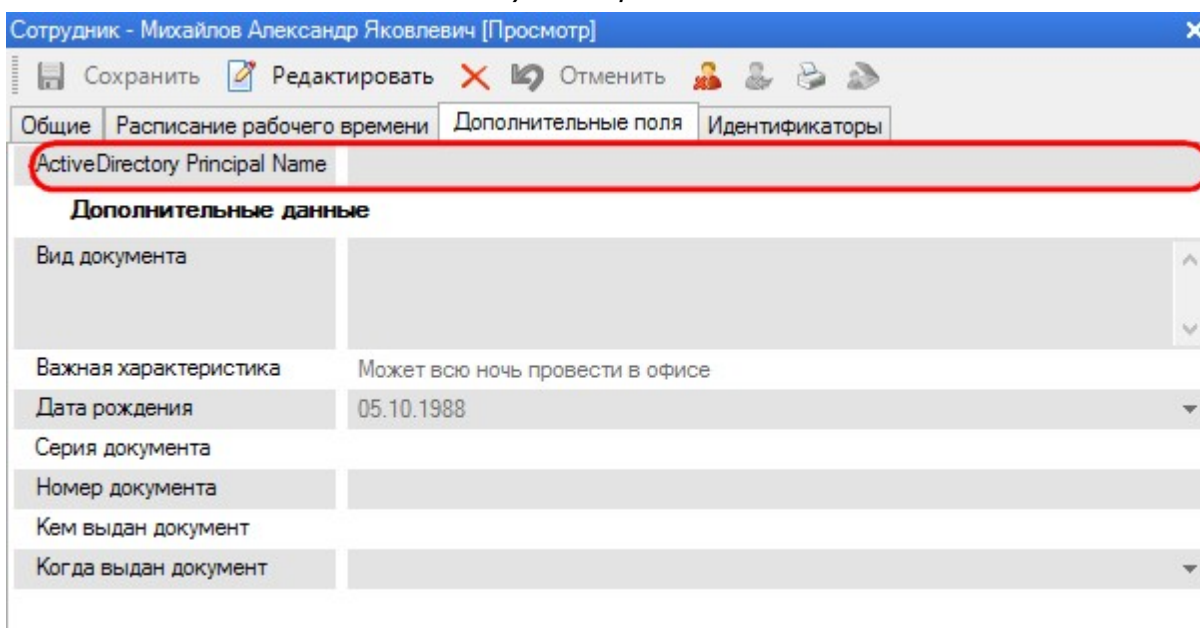 Сотрудник - Михайлов Александр Яковлевич [Просмотр]
Сохранить Редактировать Отменить
Общие Расписание рабочего времени Дополнительные поля Идентификаторы
ActiveDirectory Principal Name
Дополнительные данные
Вид документа
Важная характеристика Может всю ночь провести в офисе
Дата рождения 05.10.1988
Серия документа
Номер документа
Кем выдан документ
Когда выдан документ